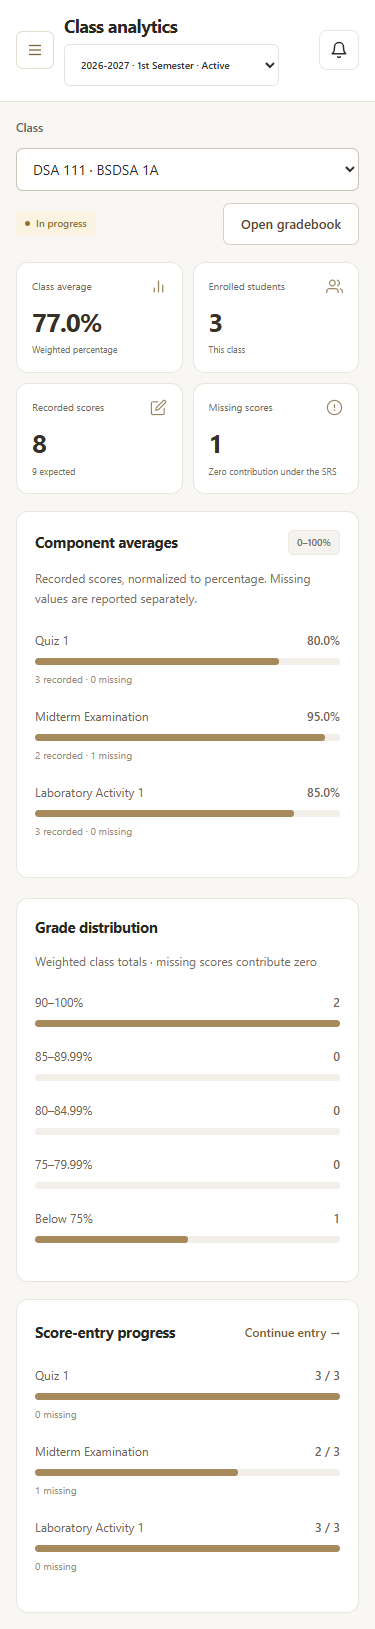 Class analytics
2026-2027 · 1st Semester · Active
Class
DSA 111 · BSDSA 1A
In progress
Open gradebook
Class average
77.0%
Weighted percentage
Enrolled students
3
This class
Recorded scores
8
9 expected
Missing scores
1
Zero contribution under the SRS
Component averages
0–100%
Recorded scores, normalized to percentage. Missing
values are reported separately.
Quiz 1 80.0%
3 recorded · 0 missing
Midterm Examination 95.0%
2 recorded · 1 missing
Laboratory Activity 1 85.0%
3 recorded · 0 missing
Grade distribution
Weighted class totals · missing scores contribute zero
90–100% 2
85–89.99% 0
80–84.99% 0
75–79.99% 0
Below 75% 1
Score-entry progress
Continue entry →
Quiz 1 3 / 3
0 missing
Midterm Examination 2 / 3
1 missing
Laboratory Activity 1 3 / 3
0 missing